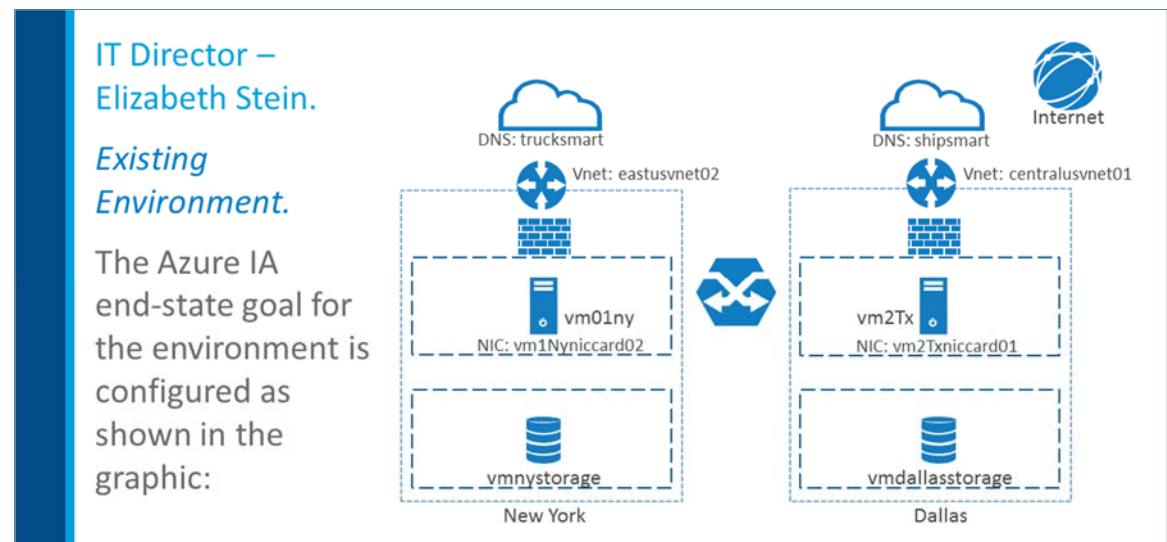 IT Director –
Elizabeth Stein.
Existing
Environment.
The Azure IA
end-state goal for
the environment is
configured as
shown in the
graphic:
DNS: trucksmart
Vnet: eastusvnet02
vm01ny
NIC: vm1Nyniccard02
vmnystorage
New York
Internet
DNS: shipsmart
Vnet: centralusvnet01
vm2Tx
NIC: vm2Txniccard01
vmdallasstorage
Dallas